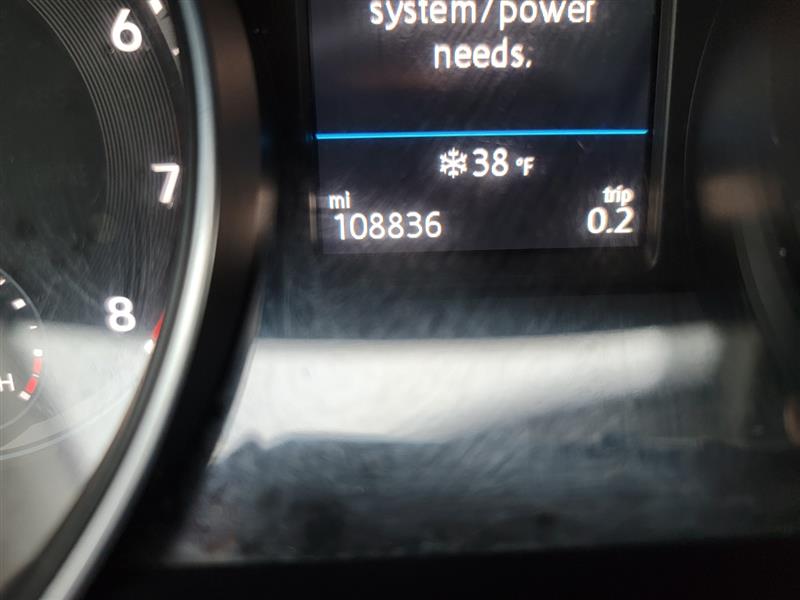 system/power
needs.
38 °F
mi
trip
108836
0.2
6
7
8
H